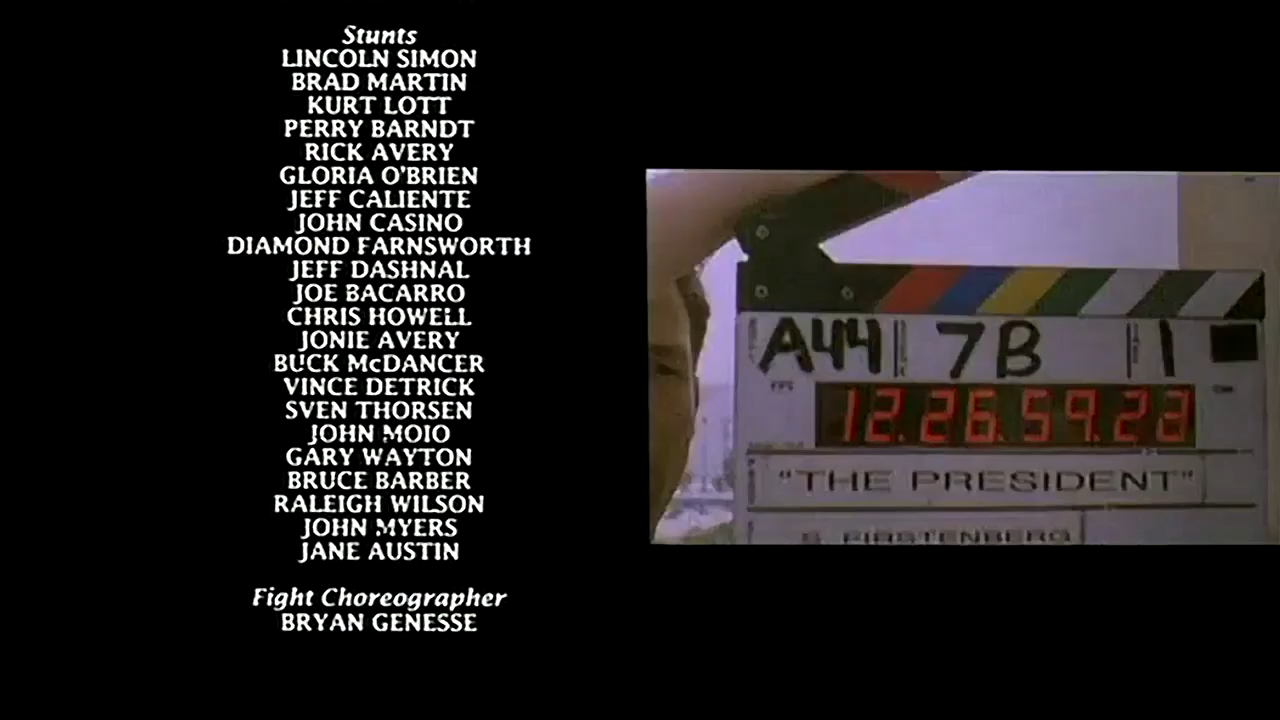 Stunts
LINCOLN SIMON
BRAD MARTIN
KURT LOTT
PERRY BARNDT
RICK AVERY
GLORIA O'BRIEN
JEFF CALIENTE
JOHN CASINO
DIAMOND FARNSWORTH
JEFF DASHNAL
JOE BACARRO
CHRIS HOWELL
JONIE AVERY
BUCK McDANCER
VINCE DETRICK
SVEN THORSEN
JOHN MOIO
GARY WAYTON
BRUCE BARBER
RALEIGH WILSON
JOHN MYERS
JANE AUSTIN
Fight Choreographer
BRYAN GENESSE
A44 7B 1
12.26.59.23
"THE PRESIDENT"
S. FIRSTENBERG